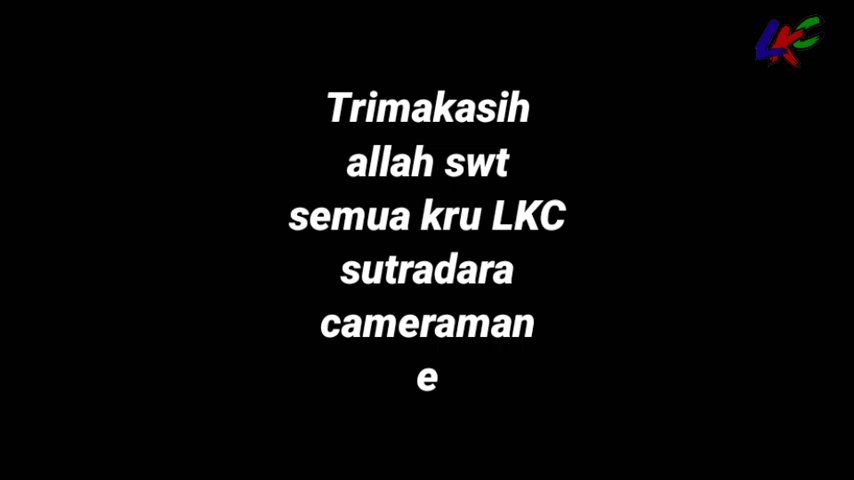 LKC
Trimakasih
allah swt
semua kru LKC
sutradara
cameraman
e